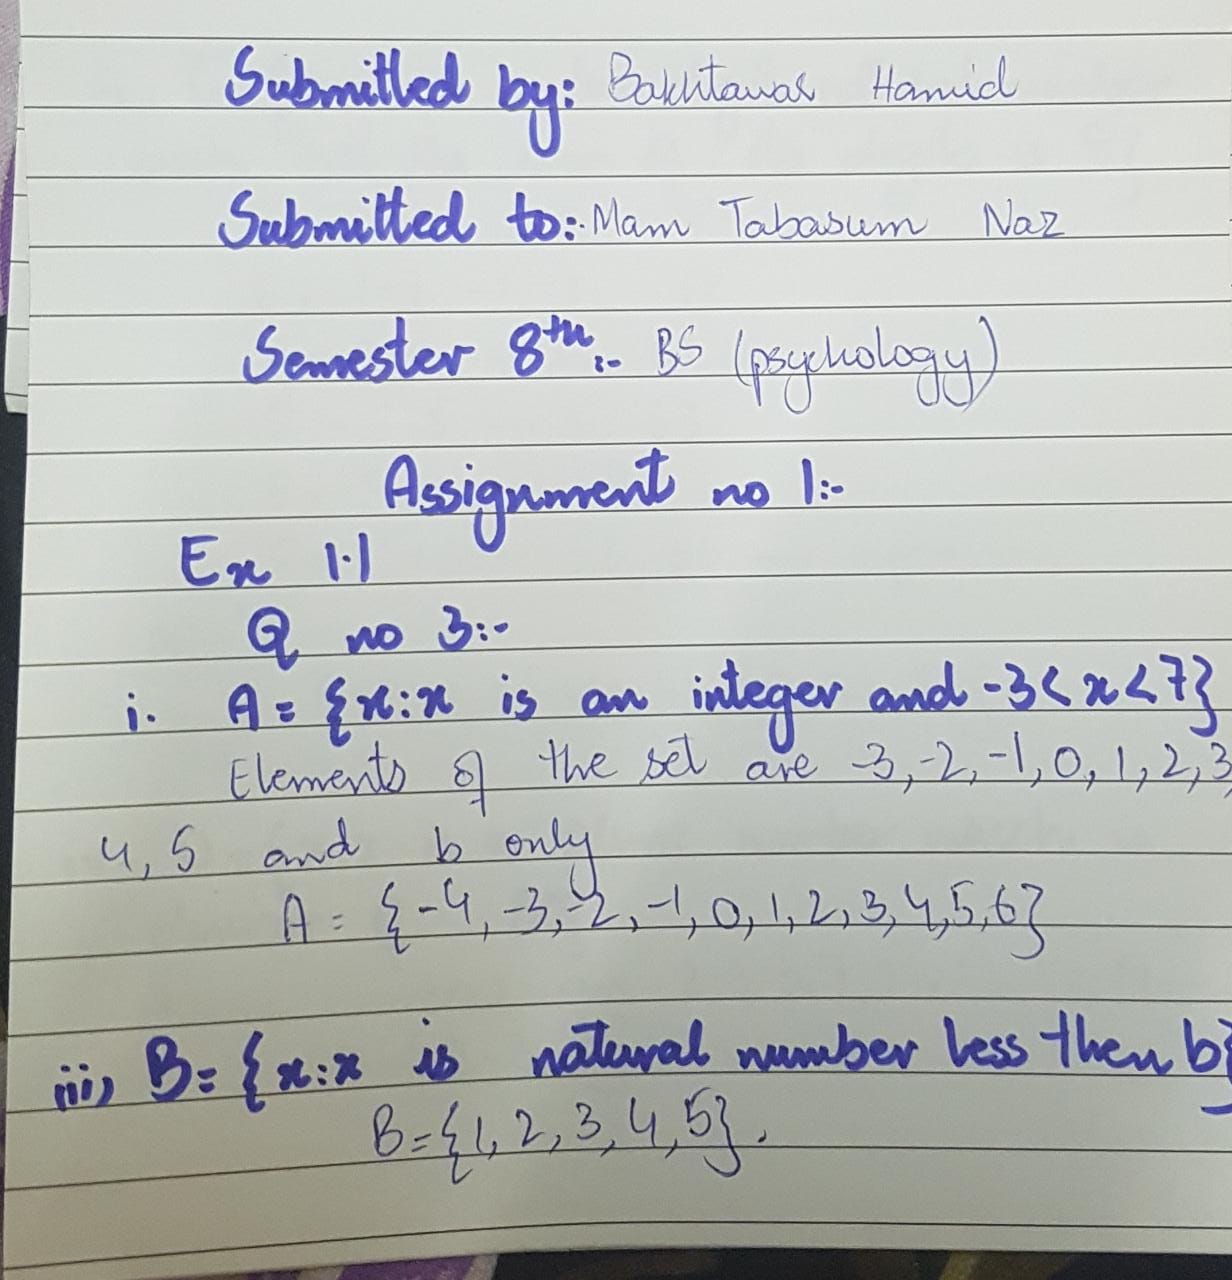 Submitted by: Bakhtawar Hamid
Submitted to:- Mam Tabasum Naz
Semester 8th:- BS (psychology)
Assignment no 1:-
Ex 1.1
Q no 3:-
i. A = {x:x is an integer and -3 < x < 7}
Elements of the set are -3, -2, -1, 0, 1, 2, 3,
4, 5 and 6 only
A = {-4, -3, -2, -1, 0, 1, 2, 3, 4, 5, 6}
iii) B = {x:x is natural number less then 6}
B = {1, 2, 3, 4, 5}.